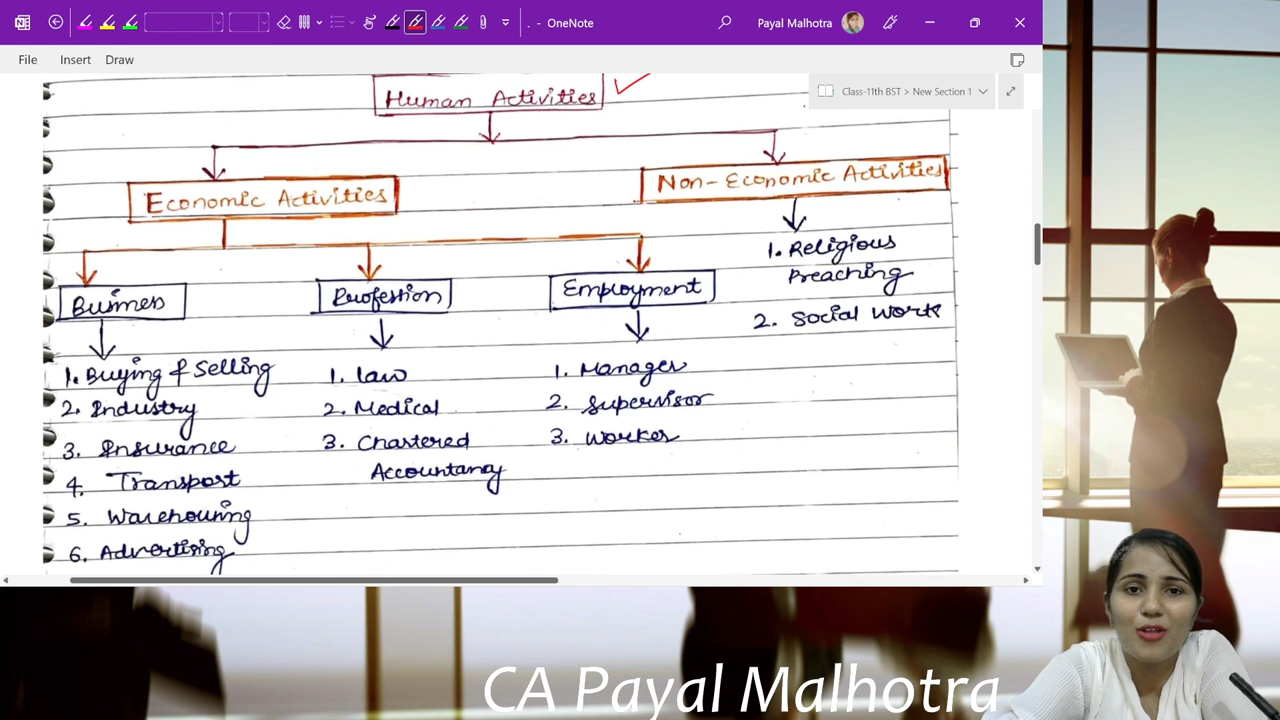 . - OneNote
Payal Malhotra
File Insert Draw
Class-11th BST > New Section 1
Human Activities
Economic Activities
Non-Economic Activities
Business
Profession
Employment
1. Religious
Preaching
2. Social Work
1. Buying & Selling
2. Industry
3. Insurance
4. Transport
5. Warehousing
6. Advertising
1. Law
2. Medical
3. Chartered
Accountancy
1. Manager
2. Supervisor
3. Worker
CA Payal Malhotra